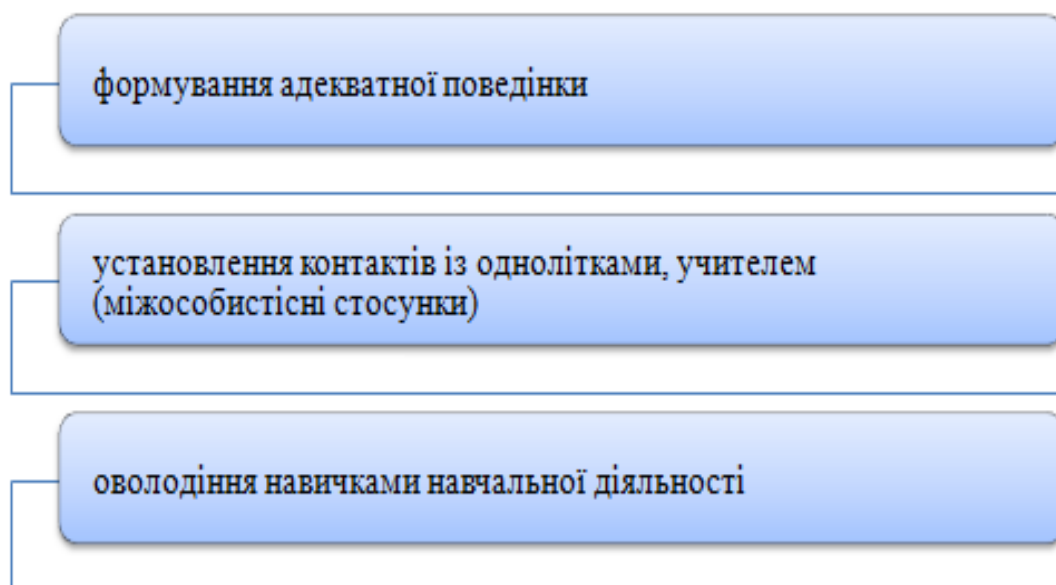 формування адекватної поведінки
установлення контактів із однолітками, учителем
(міжособистісні стосунки)
оволодіння навичками навчальної діяльності